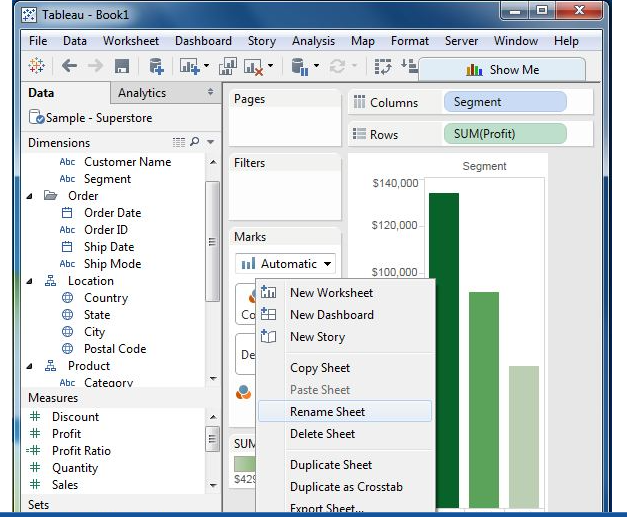 Tableau - Book1
File Data Worksheet Dashboard Story Analysis Map Format Server Window Help
Show Me
Data Analytics
Sample - Superstore
Dimensions
Abc Customer Name
Abc Segment
Order
Order Date
Abc Order ID
Ship Date
Abc Ship Mode
Location
Country
State
City
Postal Code
Product
Abc Category
Measures
Discount
Profit
Profit Ratio
Quantity
Sales
Sets
Pages
Filters
Marks
Automatic
Co
De
SUM
$429
Columns Segment
Rows SUM(Profit)
Segment
$140,000
$120,000
$100,000
New Worksheet
New Dashboard
New Story
Copy Sheet
Paste Sheet
Rename Sheet
Delete Sheet
Duplicate Sheet
Duplicate as Crosstab
Export Sheet...